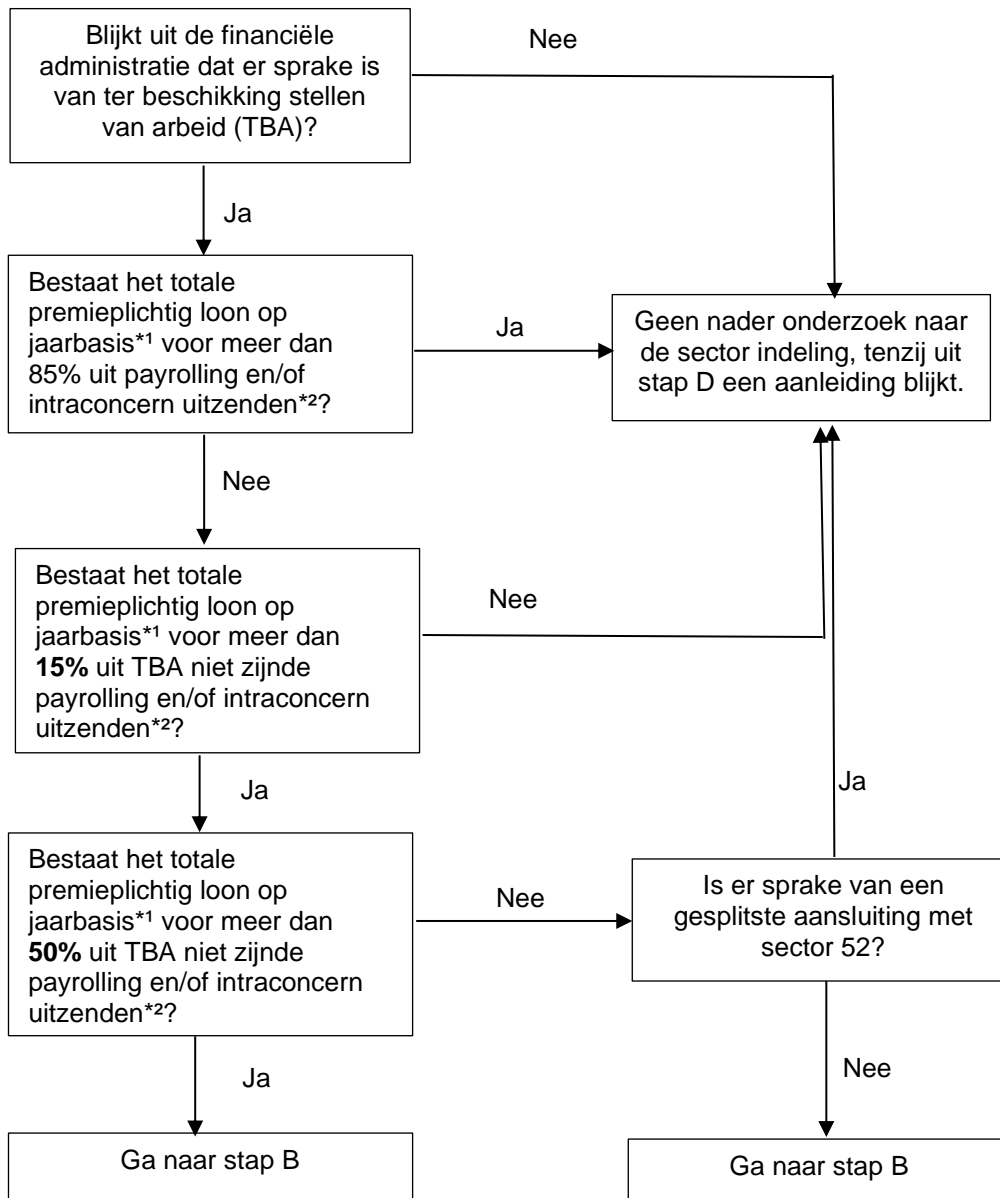 Blijkt uit de financiële
administratie dat er sprake is
van ter beschikking stellen
van arbeid (TBA)?
Nee
Ja
Bestaat het totale
premieplichtig loon op
jaarbasis*¹ voor meer dan
85% uit payrolling en/of
intraconcern uitzenden*²?
Ja
Geen nader onderzoek naar
de sector indeling, tenzij uit
stap D een aanleiding blijkt.
Nee
Bestaat het totale
premieplichtig loon op
jaarbasis*¹ voor meer dan
15% uit TBA niet zijnde
payrolling en/of intraconcern
uitzenden*²?
Nee
Ja
Bestaat het totale
premieplichtig loon op
jaarbasis*¹ voor meer dan
50% uit TBA niet zijnde
payrolling en/of intraconcern
uitzenden*²?
Nee
Ja
Is er sprake van een
gesplitste aansluiting met
sector 52?
Ja
Nee
Ga naar stap B
Ga naar stap B